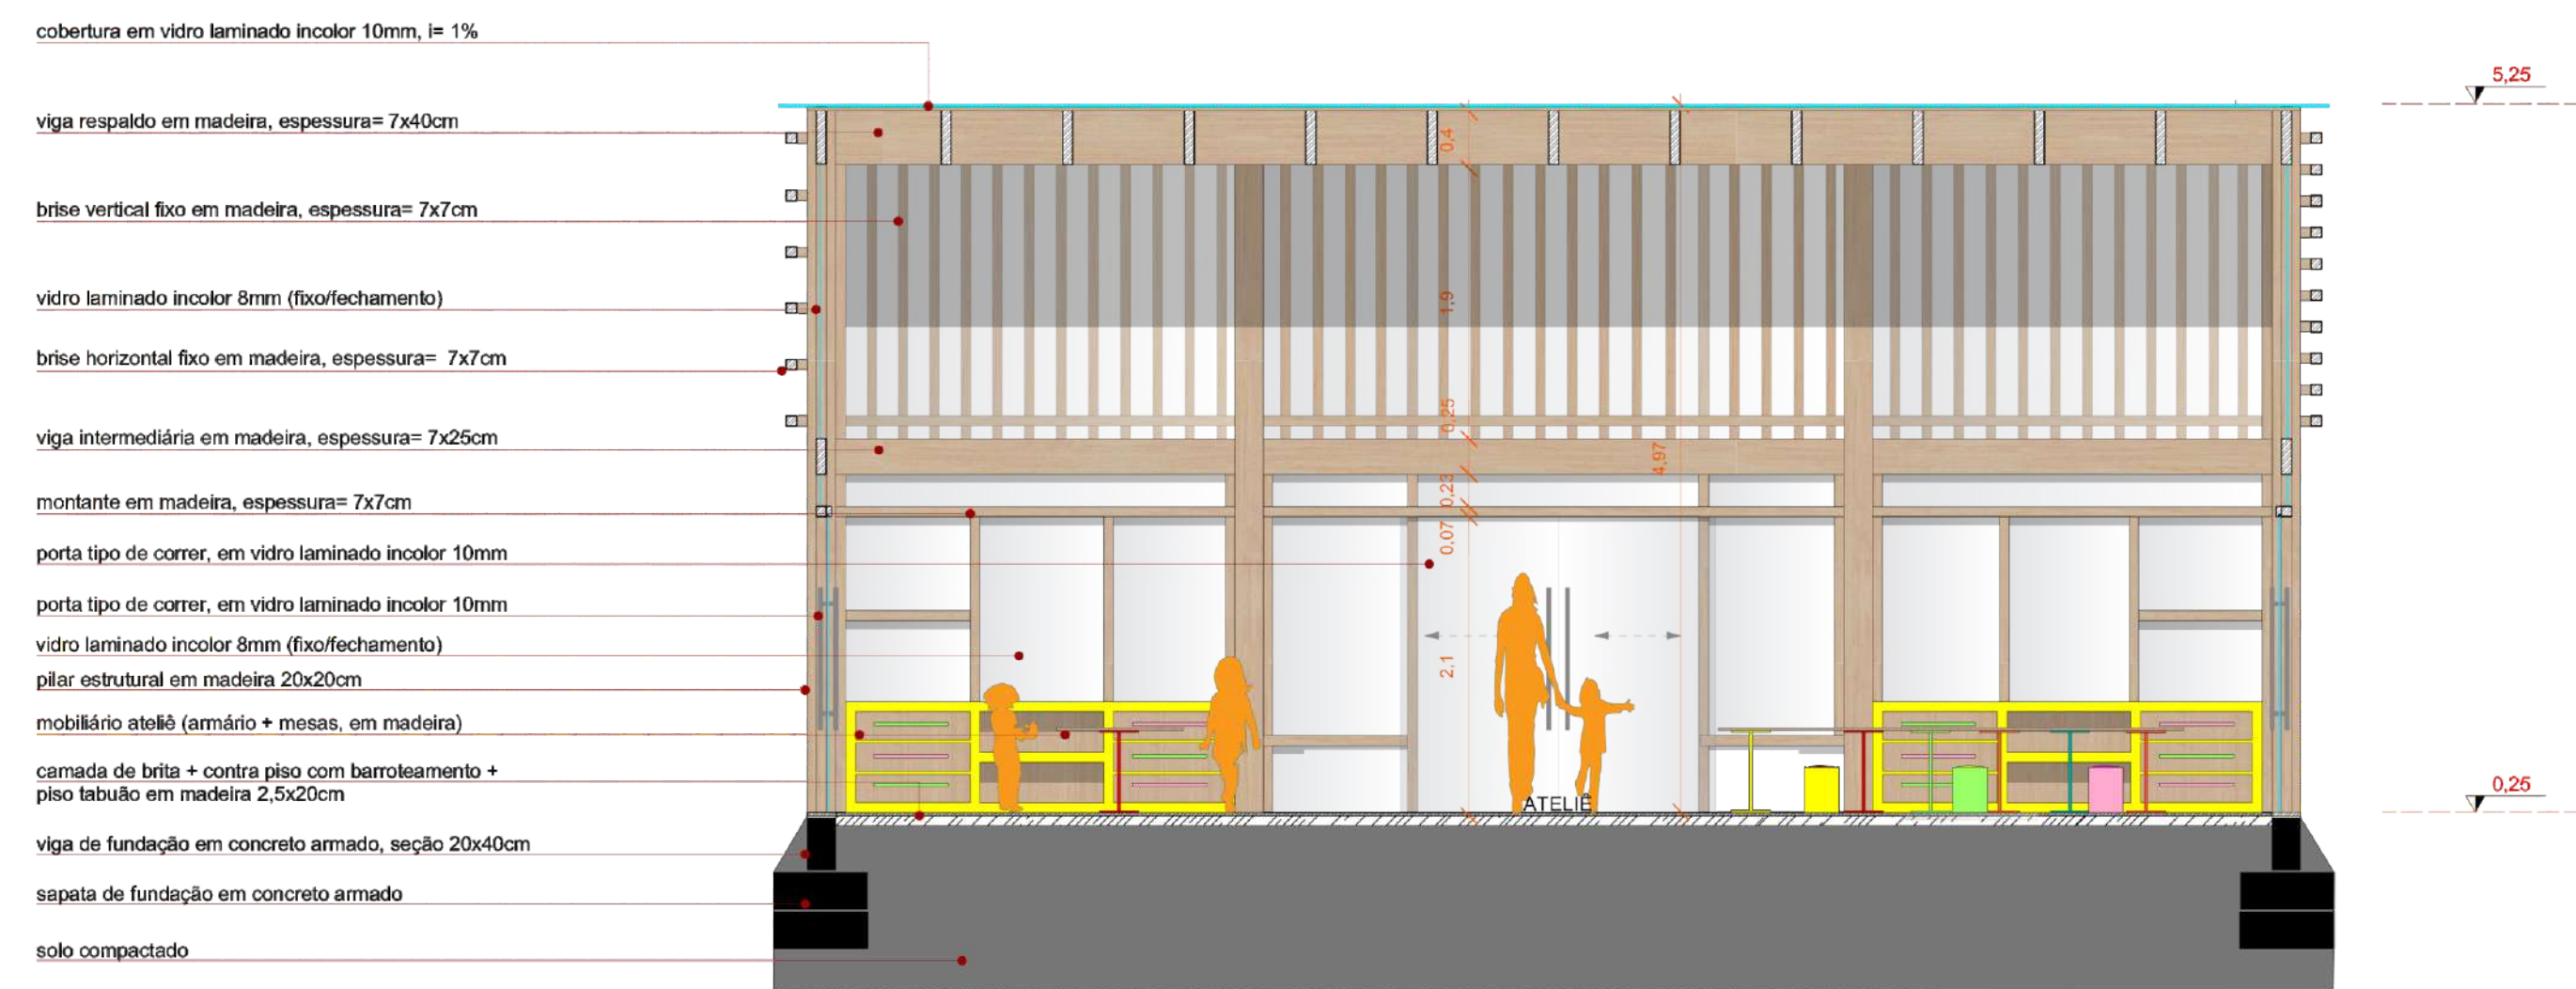 cobertura em vidro laminado incolor 10mm, i= 1%
viga respaldo em madeira, espessura= 7x40cm
brise vertical fixo em madeira, espessura= 7x7cm
vidro laminado incolor 8mm (fixo/fechamento)
brise horizontal fixo em madeira, espessura= 7x7cm
viga intermediária em madeira, espessura= 7x25cm
montante em madeira, espessura= 7x7cm
porta tipo de correr, em vidro laminado incolor 10mm
porta tipo de correr, em vidro laminado incolor 10mm
vidro laminado incolor 8mm (fixo/fechamento)
pilar estrutural em madeira 20x20cm
mobiliário ateliê (armário + mesas, em madeira)
camada de brita + contra piso com barroteamento +
piso tabuão em madeira 2,5x20cm
viga de fundação em concreto armado, seção 20x40cm
sapata de fundação em concreto armado
solo compactado
0,4
1,9
0,25
0,23
0,07
2,1
4,97
ATELIÊ
5,25
0,25